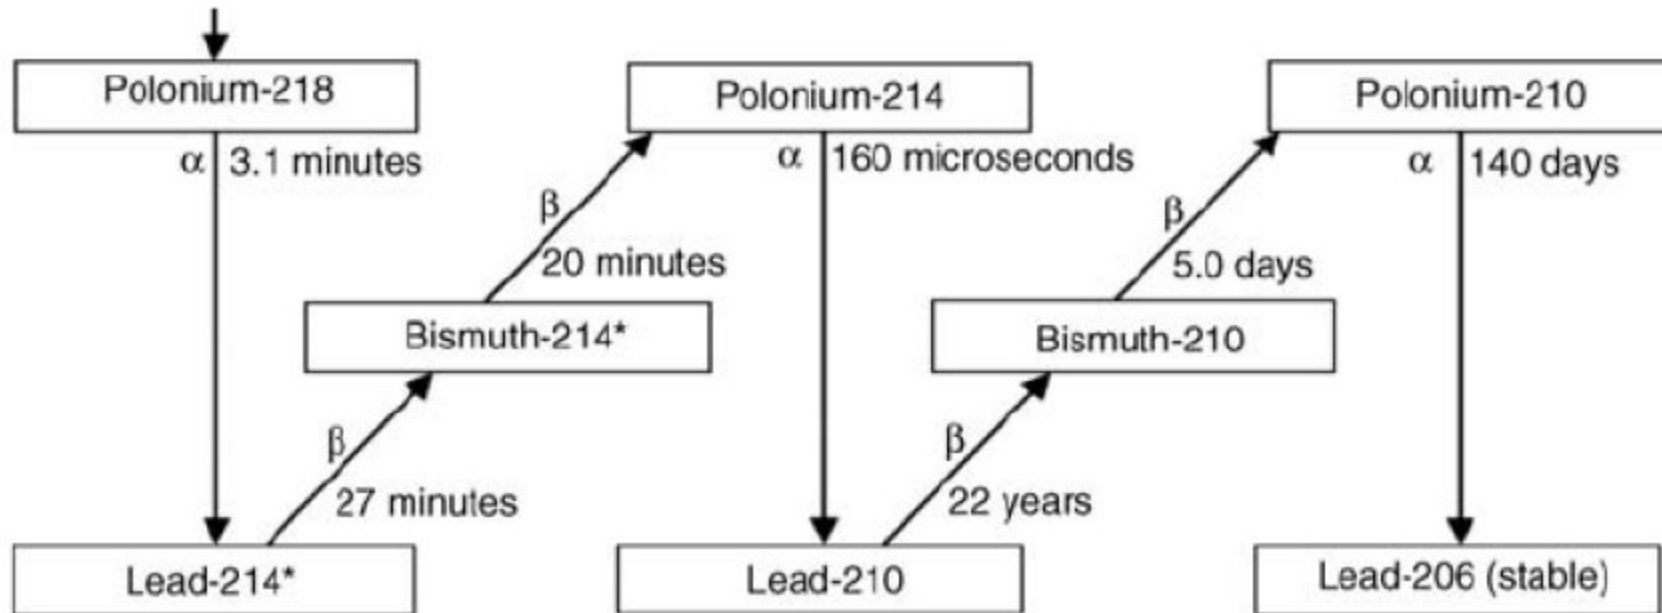 Polonium-218
Polonium-214
Polonium-210
α 3.1 minutes
α 160 microseconds
α 140 days
β
20 minutes
β
5.0 days
Bismuth-214*
Bismuth-210
β
27 minutes
β
22 years
Lead-214*
Lead-210
Lead-206 (stable)